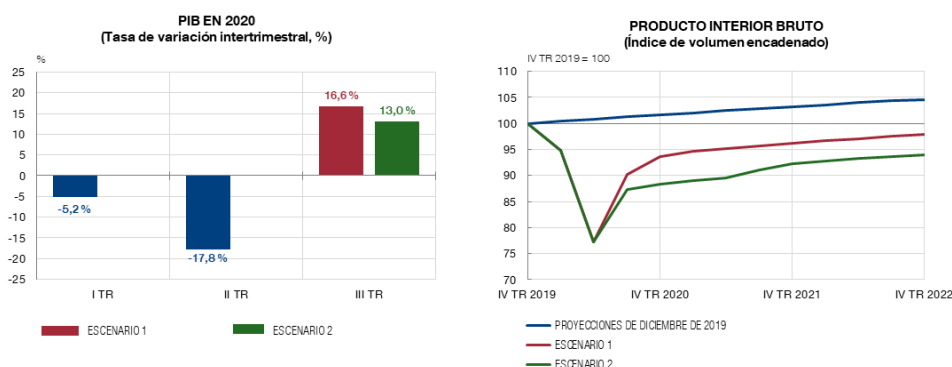 PIB EN 2020
(Tasa de variación intertrimestral, %)
%
25
20
15
10
5
0
-5
-10
-15
-20
-25
16,6 %
13,0 %
-5,2 %
-17,8 %
I TR
II TR
III TR
ESCENARIO 1
ESCENARIO 2
PRODUCTO INTERIOR BRUTO
(Índice de volumen encadenado)
IV TR 2019 = 100
110
105
100
95
90
85
80
75
70
IV TR 2019
IV TR 2020
IV TR 2021
IV TR 2022
PROYECCIONES DE DICIEMBRE DE 2019
ESCENARIO 1
ESCENARIO 2